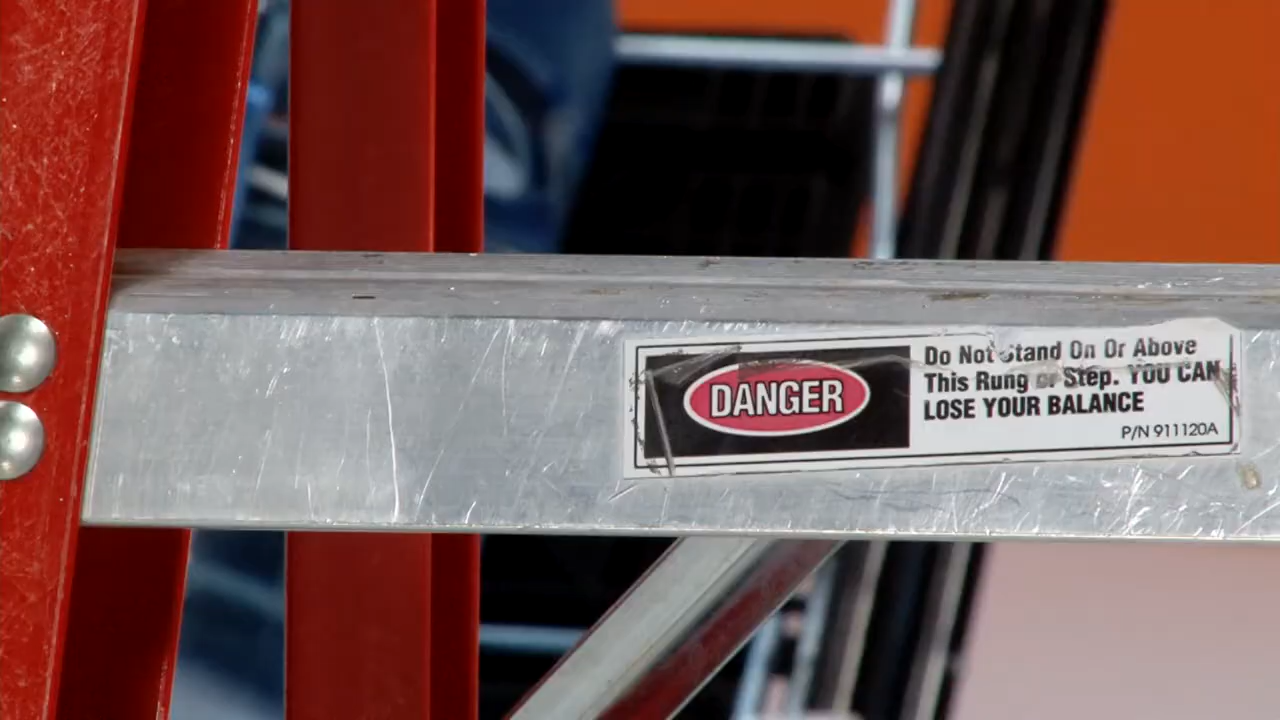 DANGER
Do Not Stand On Or Above
This Rung or Step. YOU CAN
LOSE YOUR BALANCE
P/N 911120A